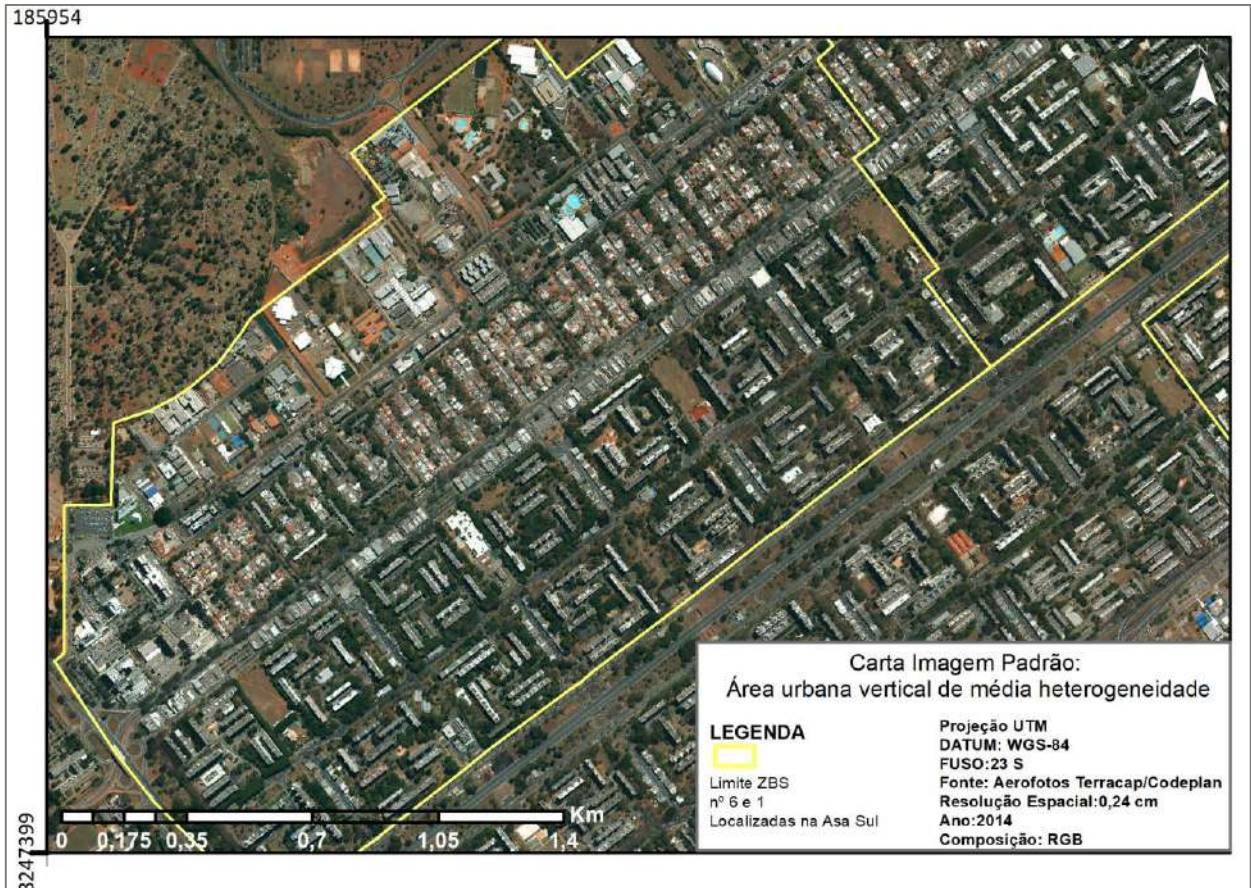 185954
N
Carta Imagem Padrão:
Área urbana vertical de média heterogeneidade
LEGENDA
Limite ZBS
nº 6 e 1
Localizadas na Asa Sul
Projeção UTM
DATUM: WGS-84
FUSO:23 S
Fonte: Aerofotos Terracap/Codeplan
Resolução Espacial:0,24 cm
Ano:2014
Composição: RGB
Km
0 0,175 0,35 0,7 1,05 1,4
8247399